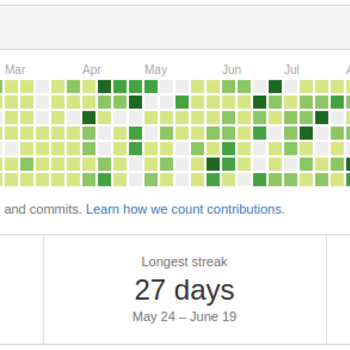 Mar Apr May Jun Jul
and commits. Learn how we count contributions.
Longest streak
27 days
May 24 – June 19